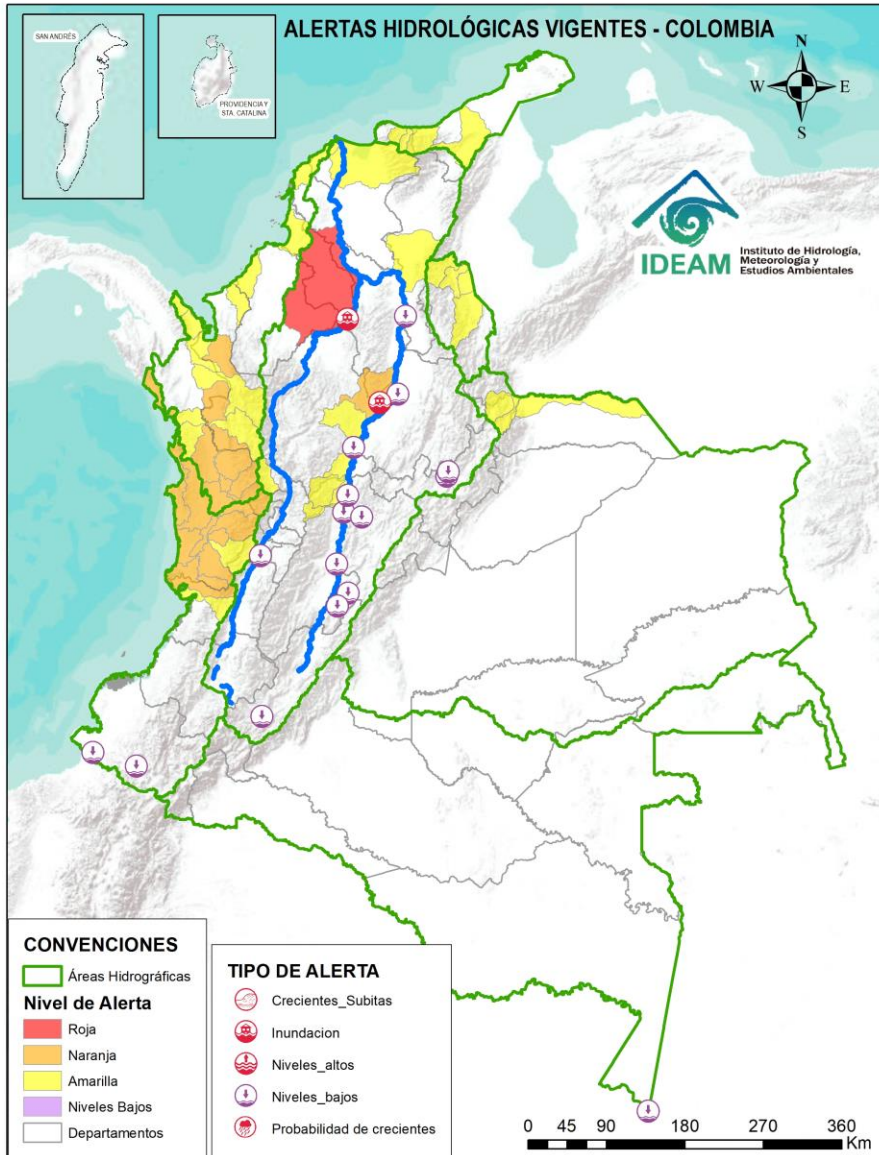 ALERTAS HIDROLÓGICAS VIGENTES - COLOMBIA
SAN ANDRÉS
PROVIDENCIA Y
STA. CATALINA
N
W
E
S
IDEAM
Instituto de Hidrología,
Meteorología y
Estudios Ambientales
CONVENCIONES
Áreas Hidrográficas
Nivel de Alerta
Roja
Naranja
Amarilla
Niveles Bajos
Departamentos
TIPO DE ALERTA
Crecientes_Subitas
Inundacion
Niveles_altos
Niveles_bajos
Probabilidad de crecientes
0 45 90 180 270 360
Km